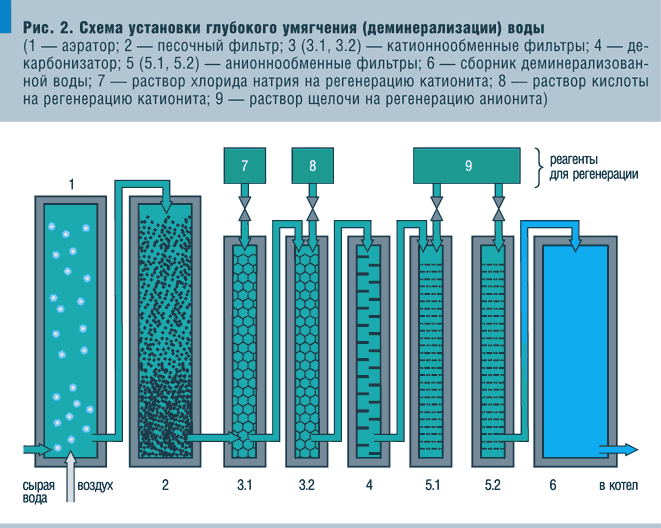 Рис. 2. Схема установки глубокого умягчения (деминерализации) воды
(1 — аэратор; 2 — песочный фильтр; 3 (3.1, 3.2) — катионнообменные фильтры; 4 — де-
карбонизатор; 5 (5.1, 5.2) — анионнообменные фильтры; 6 — сборник деминерализован-
ной воды; 7 — раствор хлорида натрия на регенерацию катионита; 8 — раствор кислоты
на регенерацию катионита; 9 — раствор щелочи на регенерацию анионита)
7
8
9
реагенты
для регенерации
1
сырая
вода
воздух
2
3.1
3.2
4
5.1
5.2
6
в котел